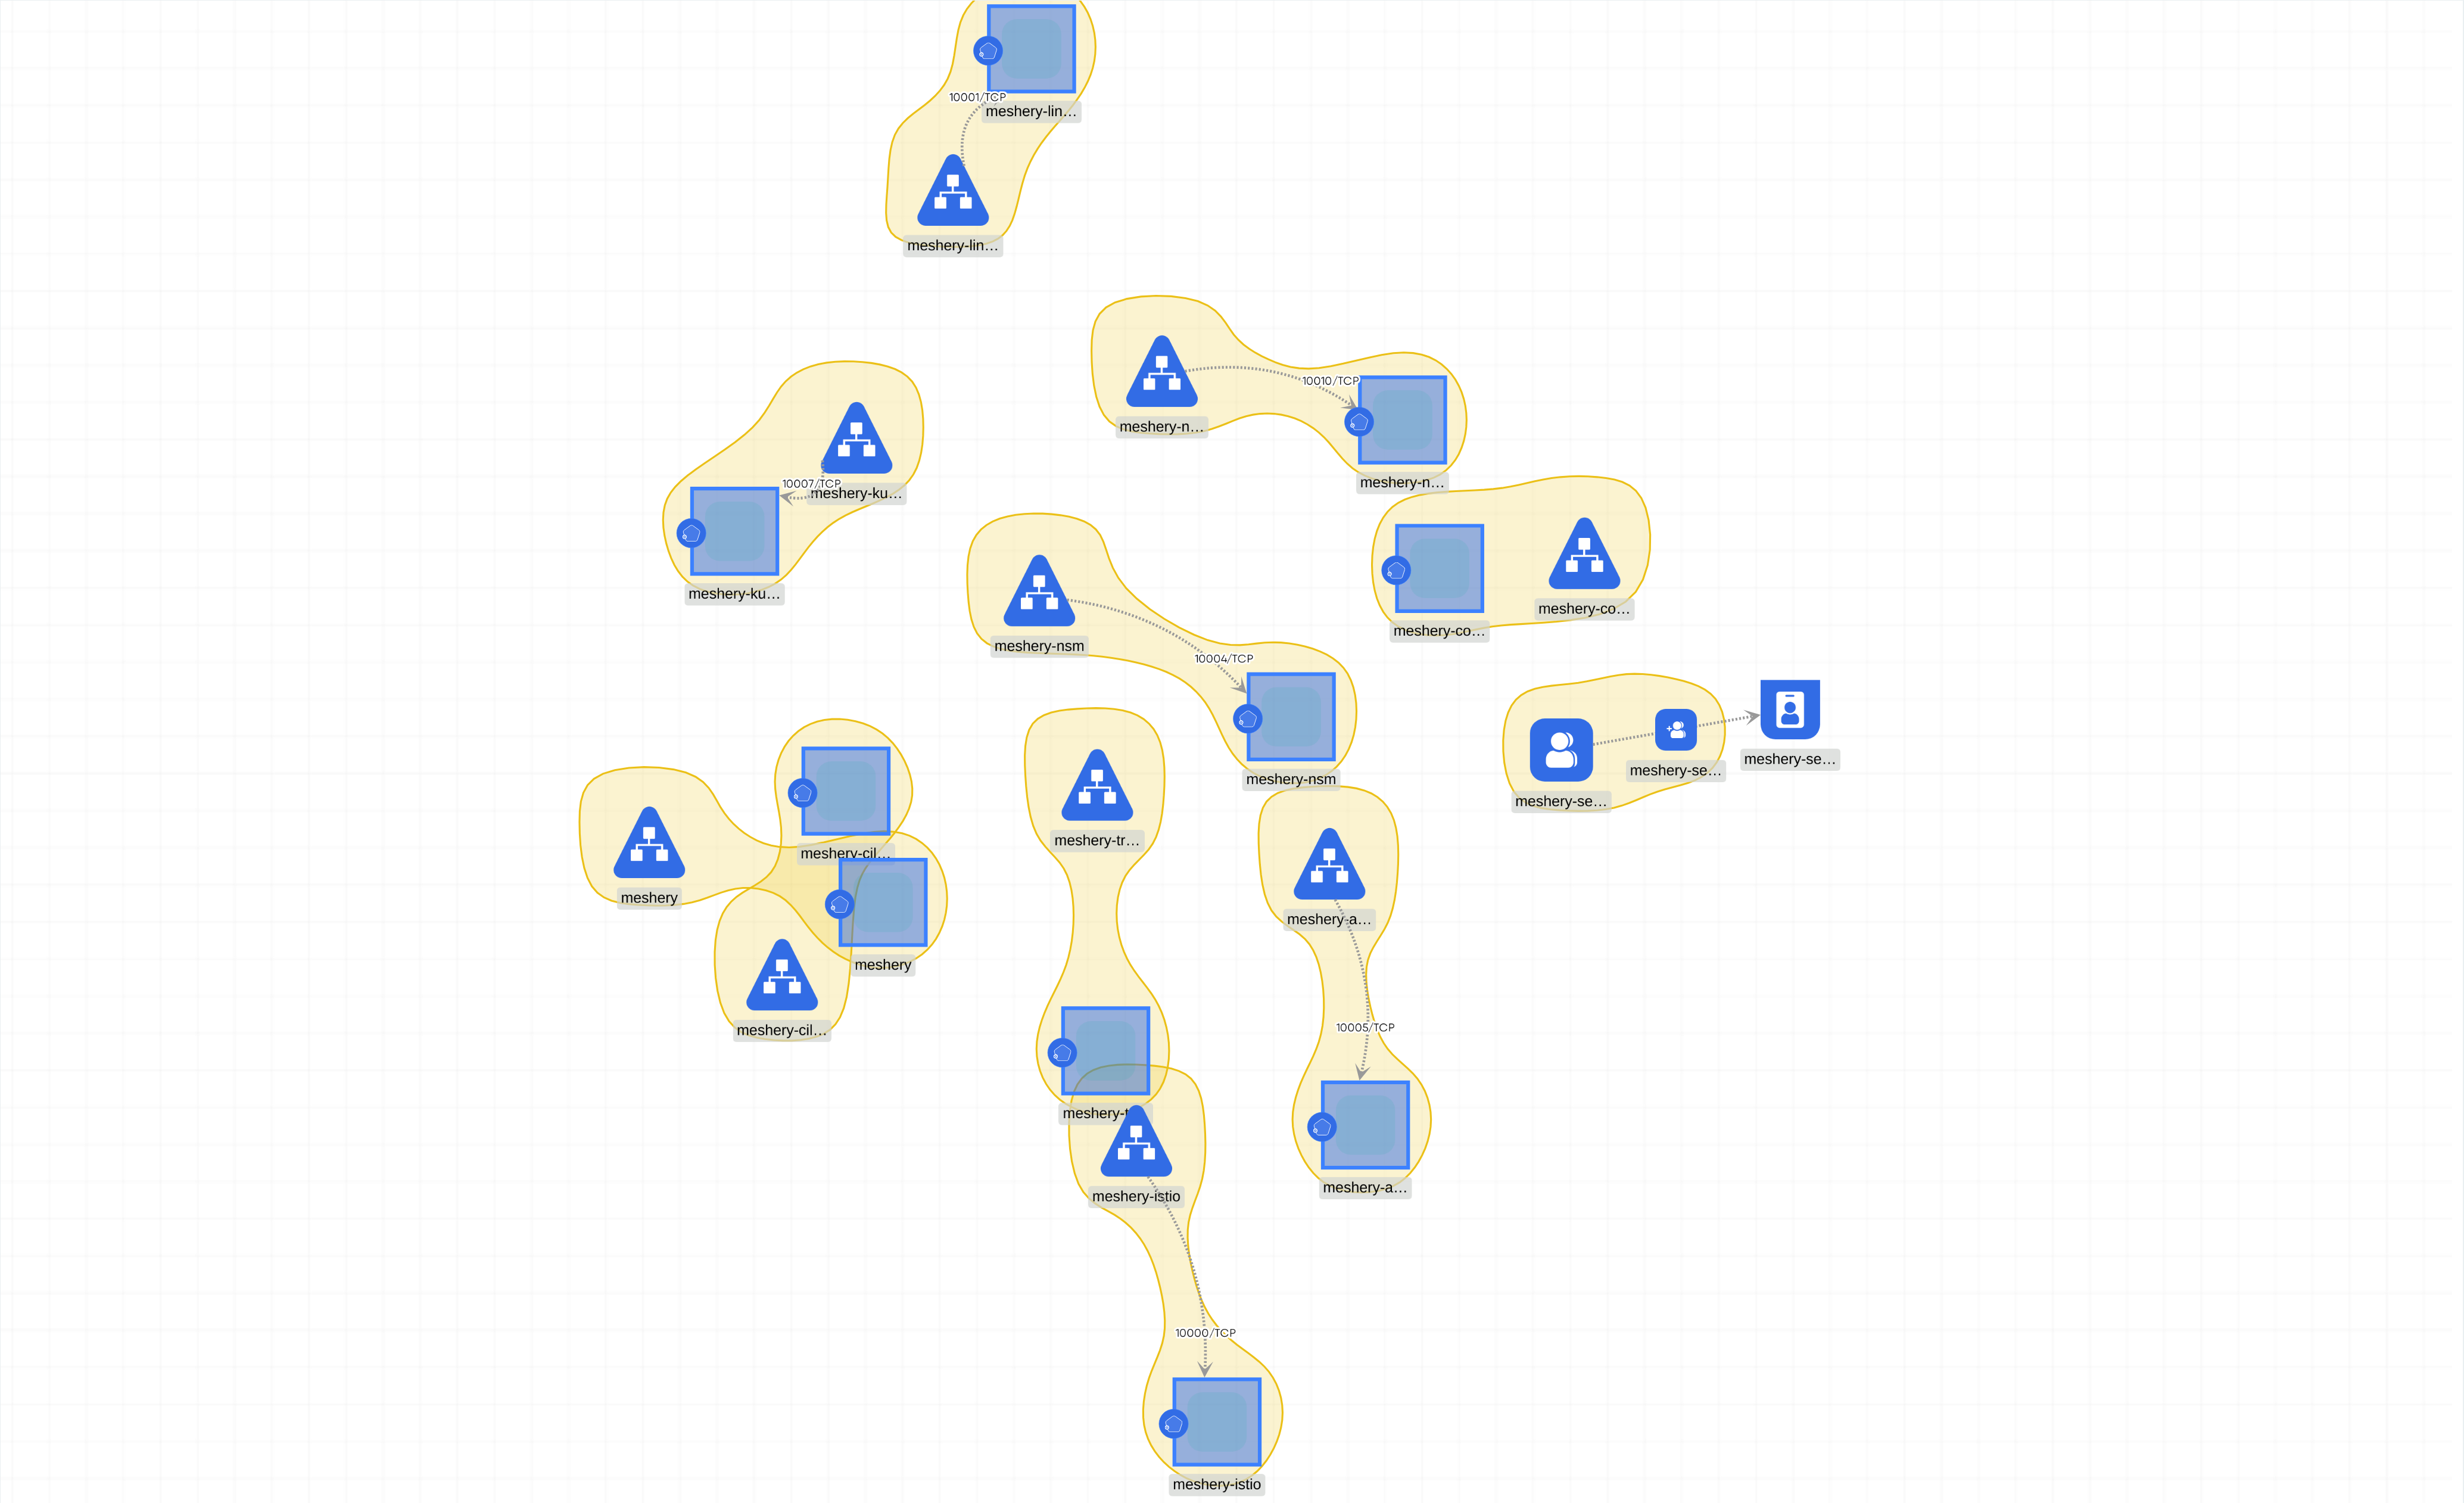 10001/TCP
meshery-lin…
meshery-lin…
10010/TCP
meshery-n…
meshery-n…
10007/TCP
meshery-ku…
meshery-ku…
meshery-co…
meshery-co…
meshery-nsm
10004/TCP
meshery-nsm
meshery-se…
meshery-se…
meshery-se…
meshery-cil…
meshery
meshery
meshery-cil…
meshery-tr…
meshery-a…
10005/TCP
meshery-a…
meshery-t
meshery-istio
10000/TCP
meshery-istio